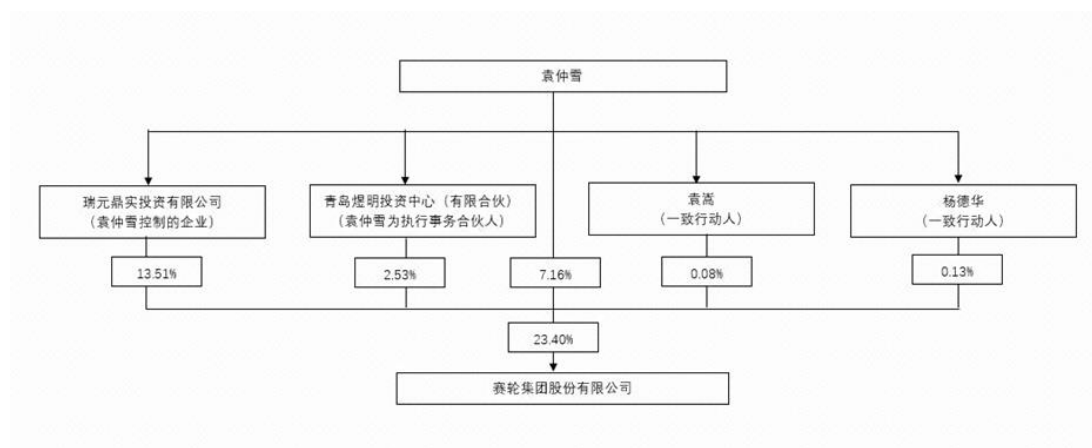 袁仲雪
瑞元鼎实投资有限公司
（袁仲雪控制的企业）
青岛煜明投资中心（有限合伙）
（袁仲雪为执行事务合伙人）
袁嵩
（一致行动人）
杨德华
（一致行动人）
13.51%
2.53%
7.16%
0.08%
0.13%
23.40%
赛轮集团股份有限公司